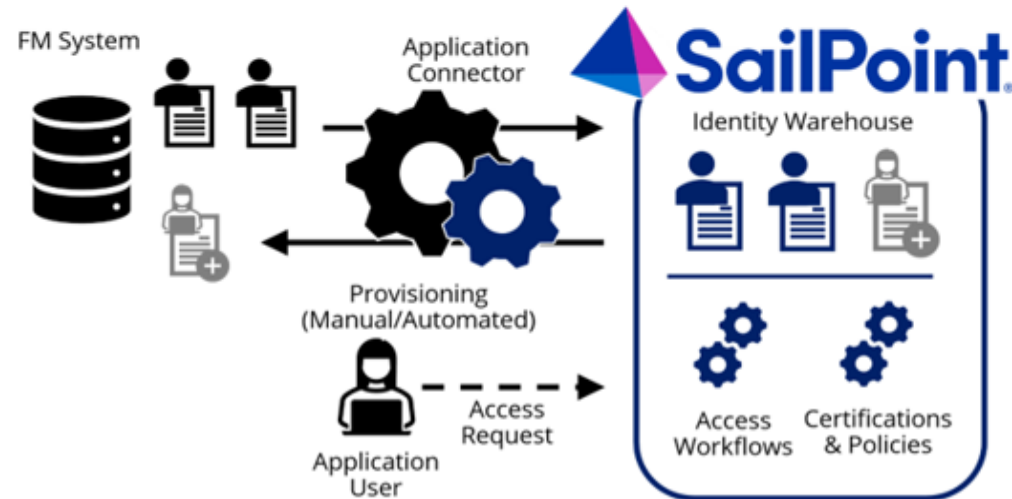 FM System
Application
Connector
SailPoint®
Identity Warehouse
Provisioning
(Manual/Automated)
Access
Request
Application
User
Access
Workflows
Certifications
& Policies